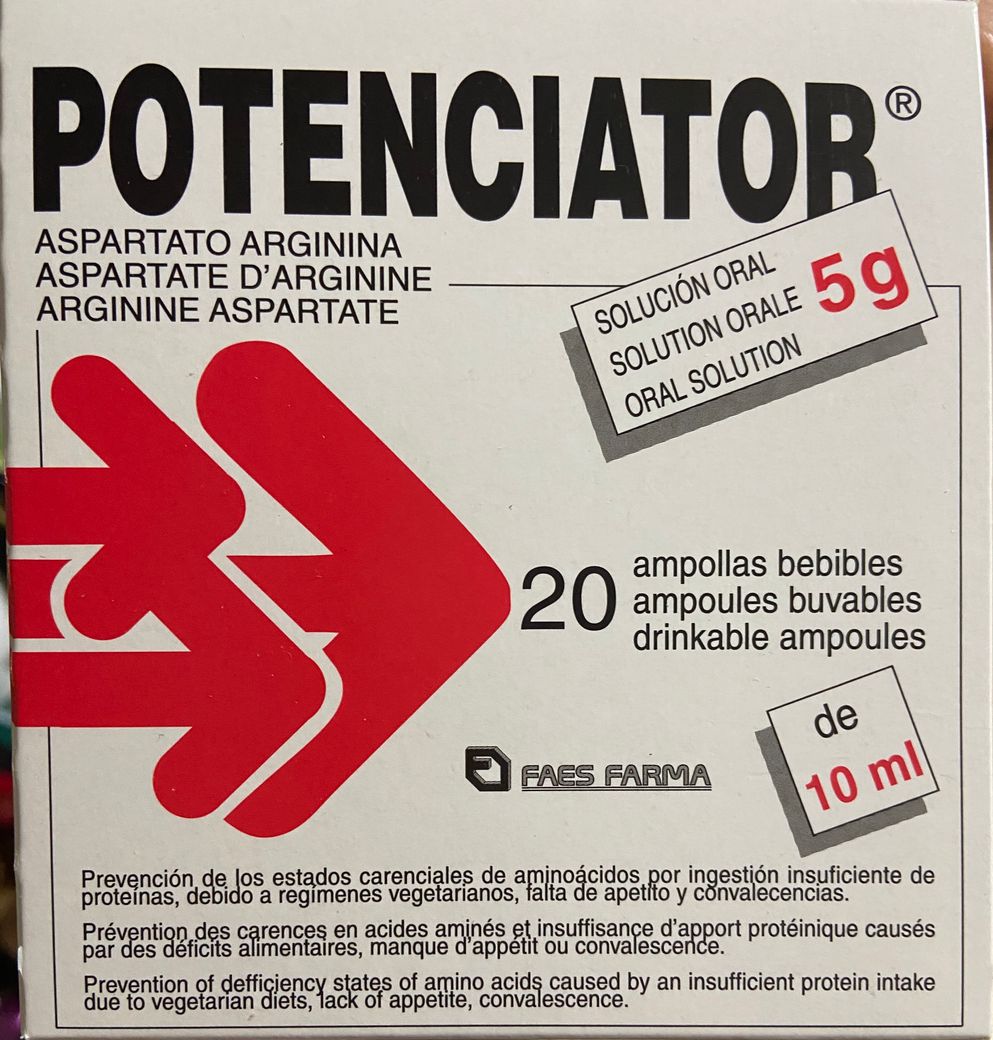 POTENCIATOR®
ASPARTATO ARGININA
ASPARTATE D'ARGININE
ARGININE ASPARTATE
SOLUCIÓN ORAL
SOLUTION ORALE 5g
ORAL SOLUTION
20
ampollas bebibles
ampoules buvables
drinkable ampoules
de
10 ml
FAES FARMA
Prevención de los estados carenciales de aminoácidos por ingestión insuficiente de
proteínas, debido a regímenes vegetarianos, falta de apetito y convalecencias.
Prévention des carences en acides aminés et insuffisance d'apport protéinique causés
par des déficits alimentaires, manque d'appétit ou convalescence.
Prevention of defficiency states of amino acids caused by an insufficient protein intake
due to vegetarian diets, lack of appetite, convalescence.